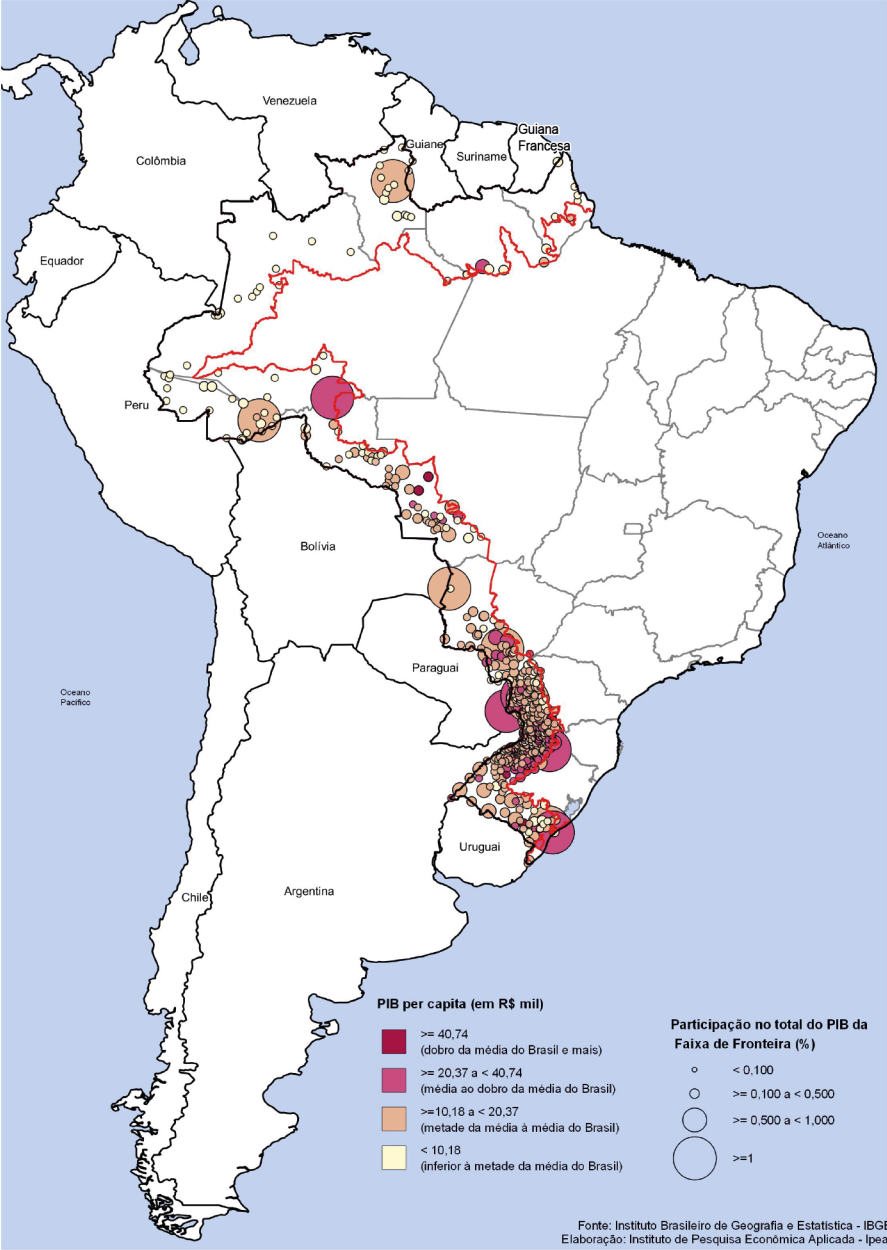 Venezuela
Guiane
Guiana
Francesa
Suriname
Colômbia
Equador
Peru
Oceano
Atlântico
Bolívia
Paraguai
Oceano
Pacífico
Uruguai
Chile
Argentina
PIB per capita (em R$ mil)
>= 40,74
(dobro da média do Brasil e mais)
>= 20,37 a < 40,74
(média ao dobro da média do Brasil)
>=10,18 a < 20,37
(metade da média à média do Brasil)
< 10,18
(inferior à metade da média do Brasil)
Participação no total do PIB da
Faixa de Fronteira (%)
< 0,100
>= 0,100 a < 0,500
>= 0,500 a < 1,000
>=1
Fonte: Instituto Brasileiro de Geografia e Estatística - IBGE
Elaboração: Instituto de Pesquisa Econômica Aplicada - Ipea